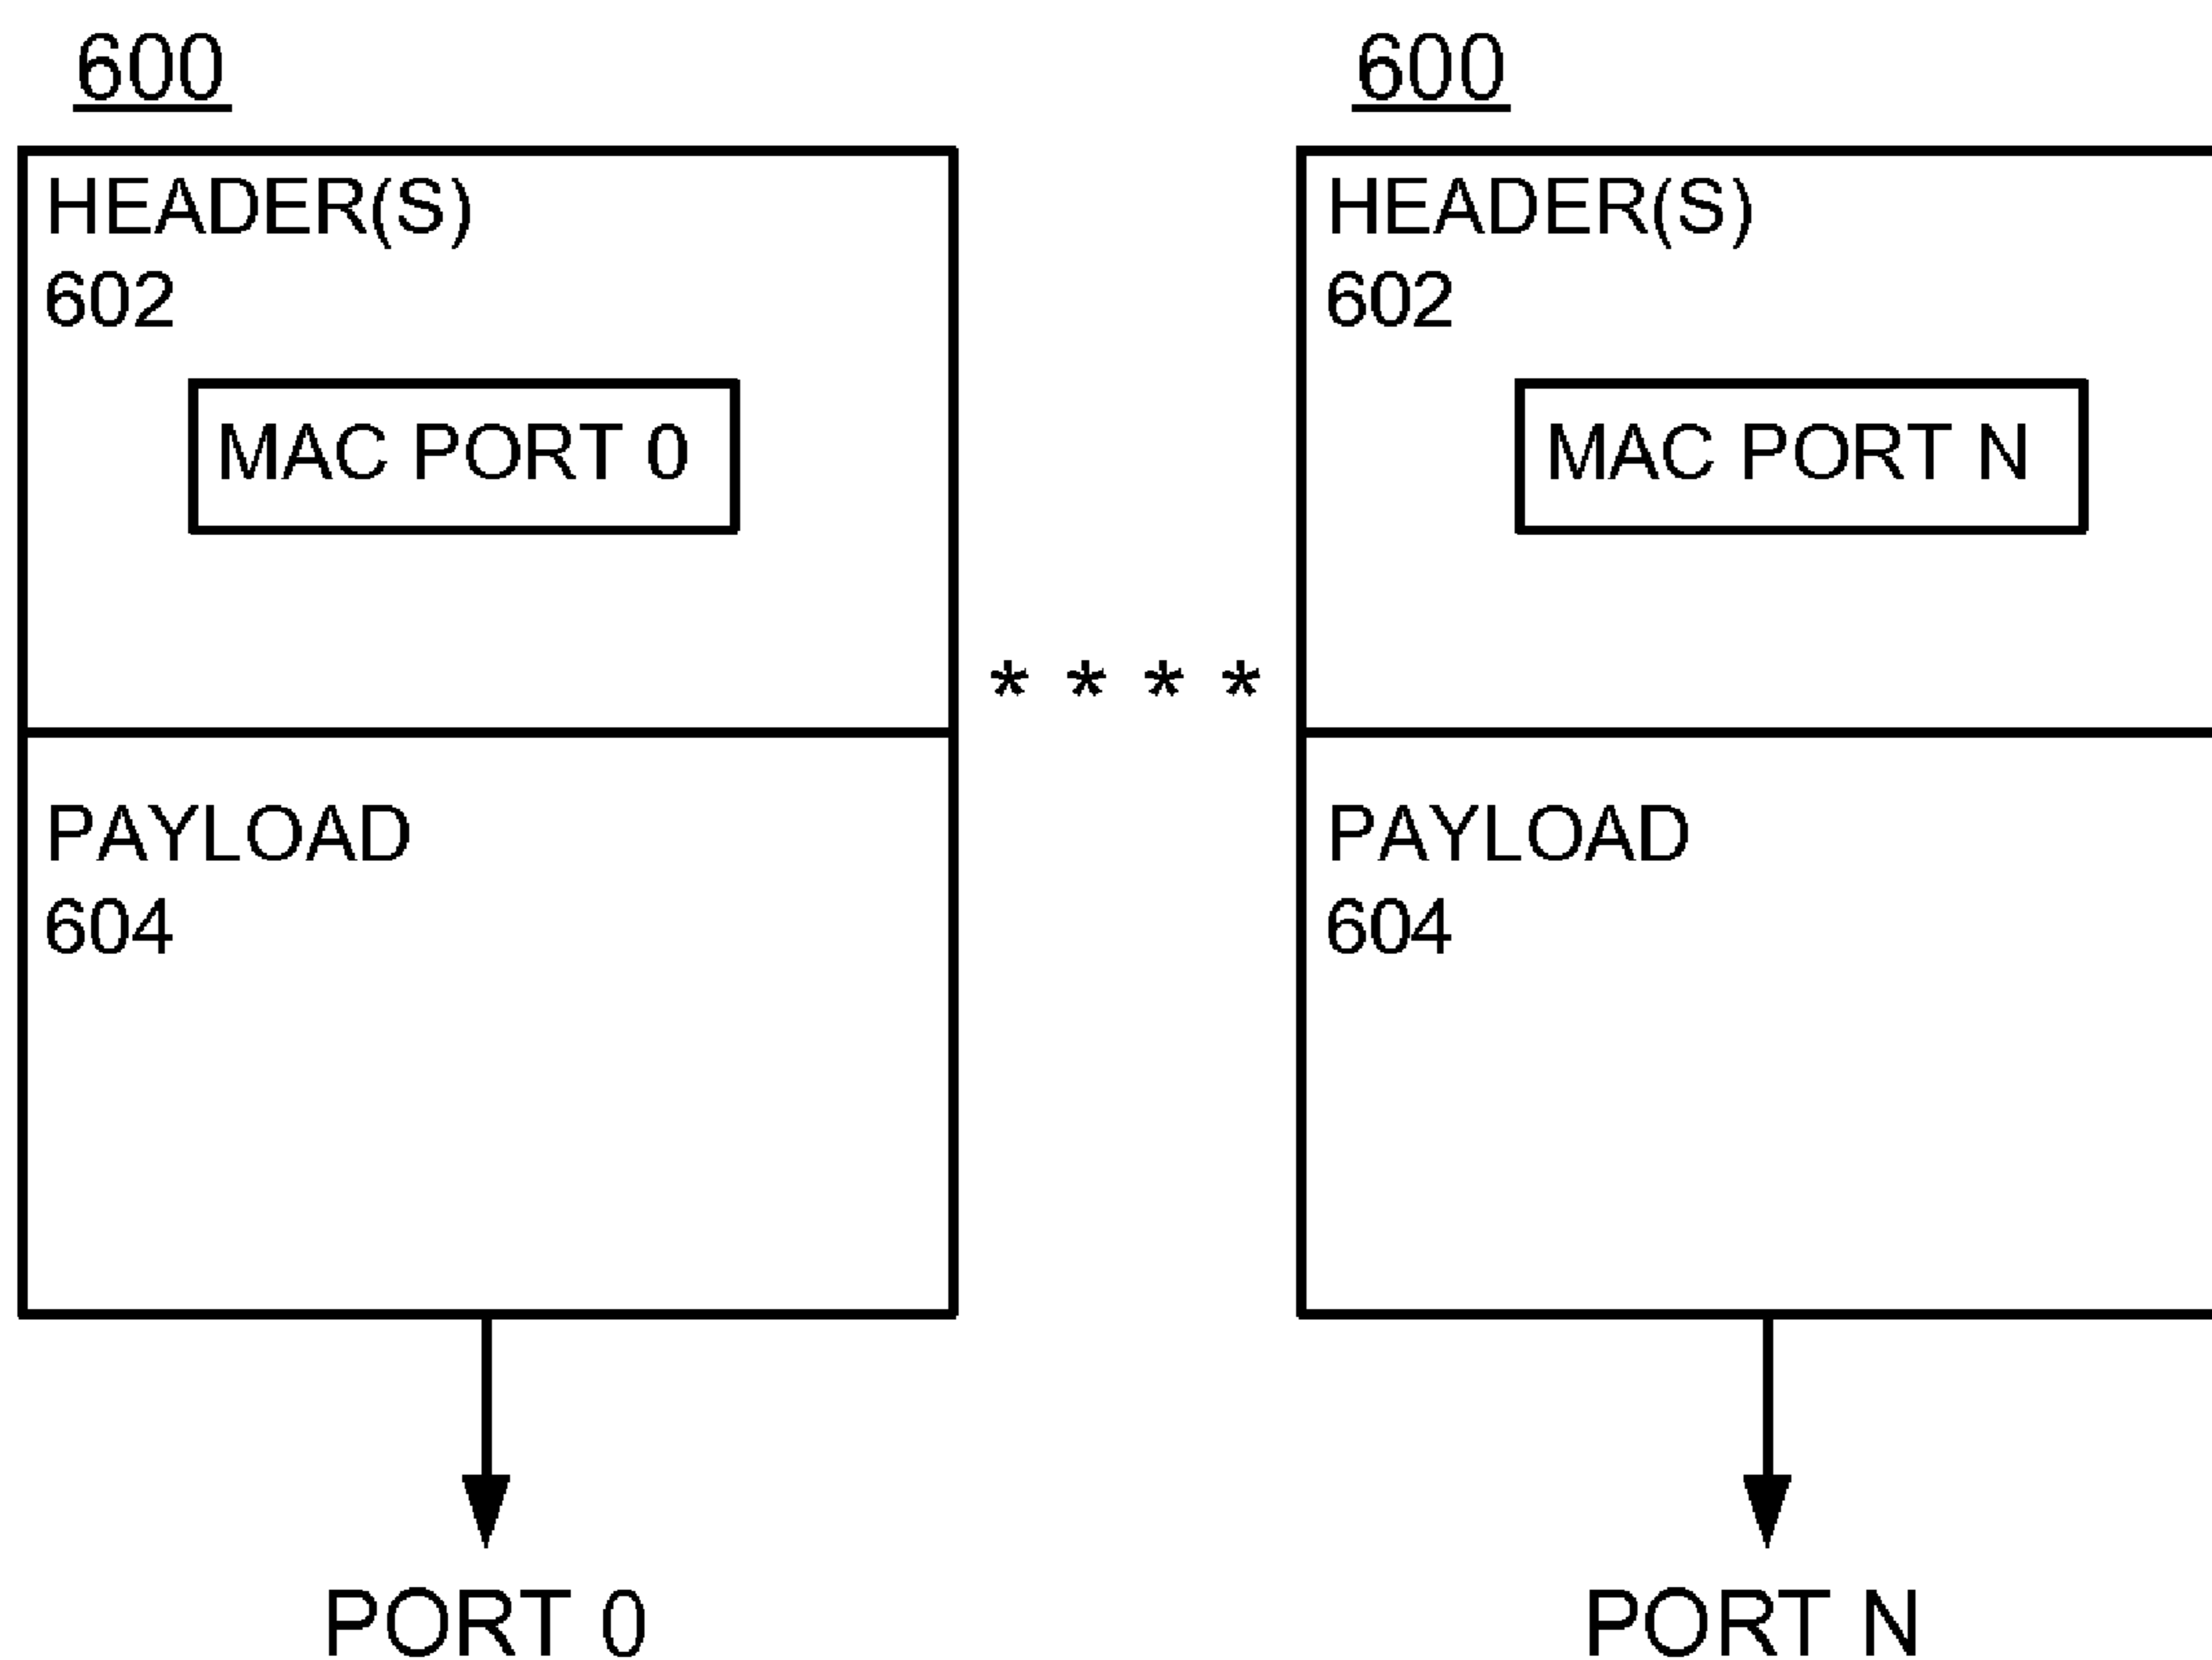 600
HEADER(S)
602
MAC PORT 0
PAYLOAD
604
PORT 0
* * * *
600
HEADER(S)
602
MAC PORT N
PAYLOAD
604
PORT N